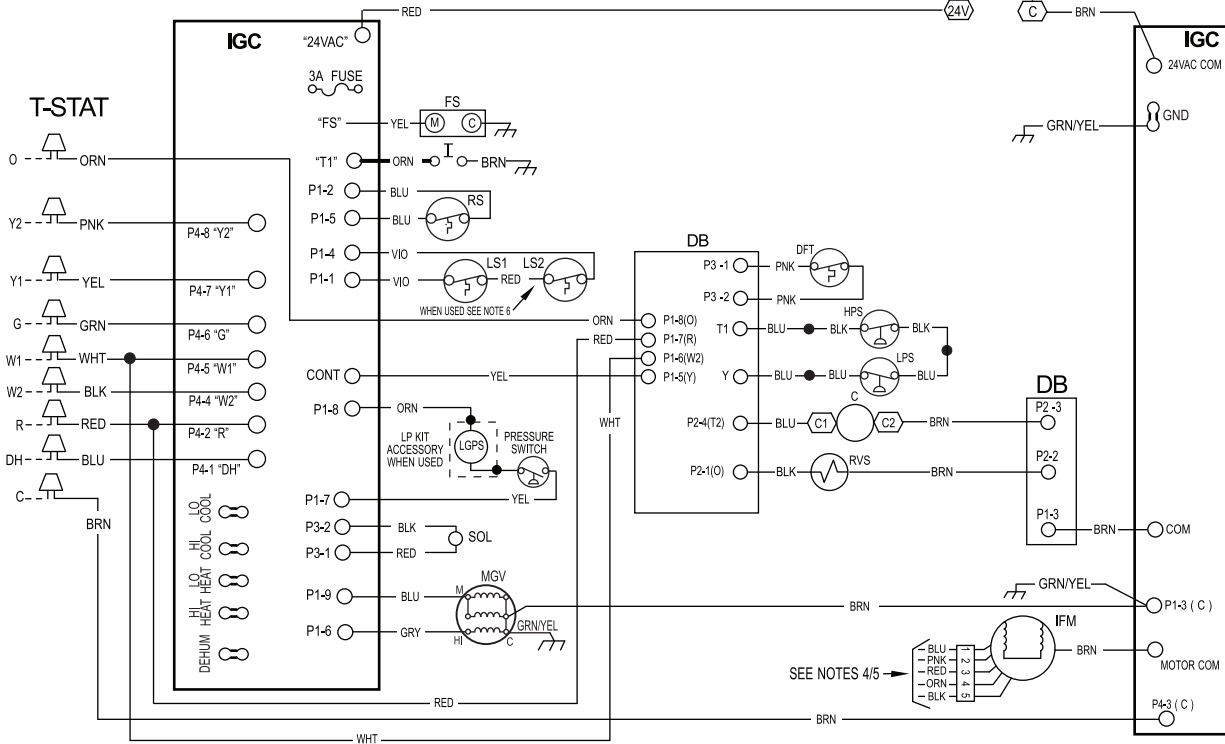 RED
24V
C
BRN
IGC
"24VAC"
3A FUSE
FS
"FS"
YEL
M
C
"T1"
ORN
BRN
P1-2
BLU
RS
P1-5
BLU
P1-4
VIO
P1-1
VIO
LS1
RED
LS2
WHEN USED SEE NOTE 6
T-STAT
O
ORN
Y2
PNK
P4-8 "Y2"
Y1
YEL
P4-7 "Y1"
G
GRN
P4-6 "G"
W1
WHT
P4-5 "W1"
W2
BLK
P4-4 "W2"
R
RED
P4-2 "R"
DH
BLU
P4-1 "DH"
C
BRN
LO
COOL
HI
COOL
LO
HEAT
HI
HEAT
DEHUM
CONT
YEL
P1-8
ORN
LP KIT
ACCESSORY
WHEN USED
LGPS
PRESSURE
SWITCH
P1-7
YEL
P3-2
BLK
SOL
P3-1
RED
MGV
P1-9
BLU
M
P1-6
GRY
HI
C
GRN/YEL
BRN
RED
WHT
BRN
WHT
DB
ORN
P1-8(O)
RED
P1-7(R)
P1-6(W2)
P1-5(Y)
P3 -1
PNK
DFT
P3 -2
PNK
T1
BLU
BLK
HPS
BLK
Y
BLU
BLU
LPS
BLU
P2-4(T2)
BLU
C1
C
C2
BRN
P2-1(O)
BLK
RVS
BRN
DB
P2 -3
P2-2
P1-3
BRN
IGC
24VAC COM
GND
GRN/YEL
COM
GRN/YEL
P1-3 ( C )
IFM
BRN
MOTOR COM
P4-3 ( C )
SEE NOTES 4/5
BLU 1
PNK 2
RED 3
ORN 4
BLK 5